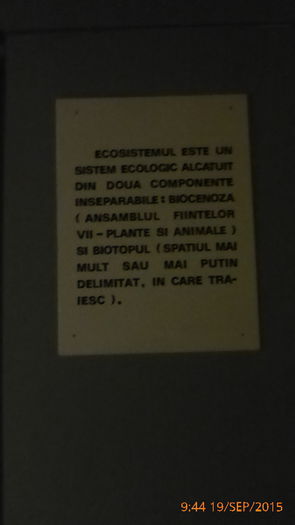 ECOSISTEMUL ESTE UN
SISTEM ECOLOGIC ALCATUIT
DIN DOUA COMPONENTE
INSEPARABILE : BIOCENOZA
( ANSAMBLUL FIINTELOR
VII - PLANTE SI ANIMALE )
SI BIOTOPUL ( SPATIUL MAI
MULT SAU MAI PUTIN
DELIMITAT, IN CARE TRA-
IESC ).
9:44 19/SEP/2015